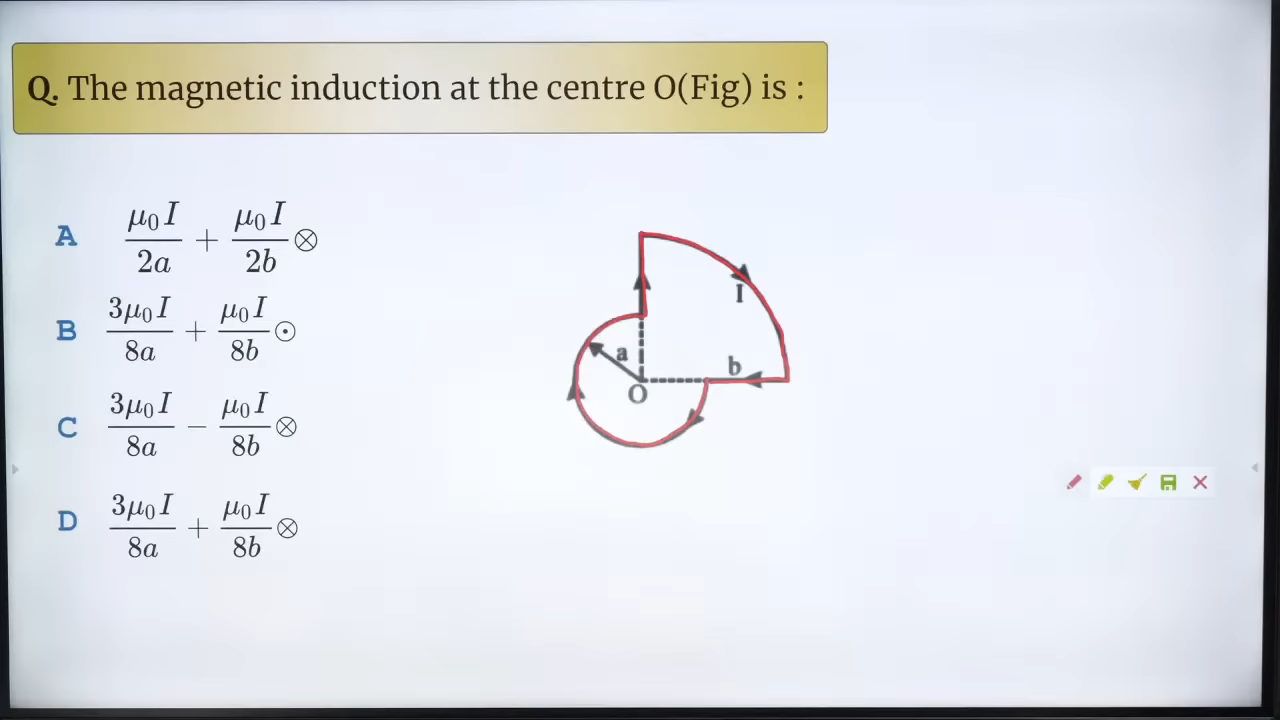 Q. The magnetic induction at the centre O(Fig) is :
A μ₀I/2a + μ₀I/2b ⊗
B 3μ₀I/8a + μ₀I/8b ⊙
C 3μ₀I/8a − μ₀I/8b ⊗
D 3μ₀I/8a + μ₀I/8b ⊗
I
a
b
O